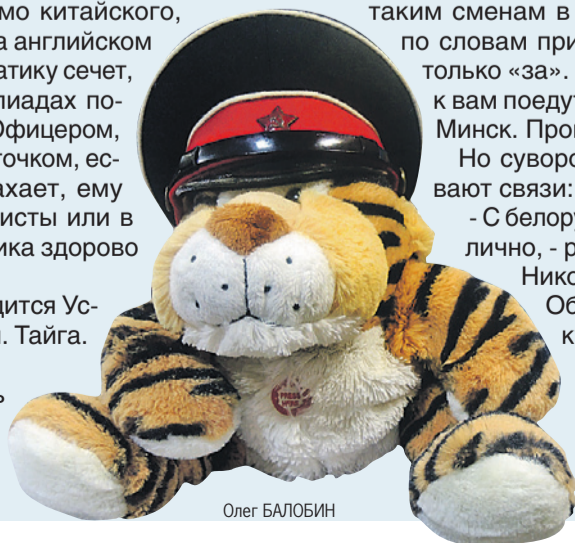 мо китайского,
а английском
атику сечет,
пиадах по-
Офицером,
точком, ес-
ахает, ему
исты или в
ика здорово
дится Ус-
. Тайга.
таким сменам в
по словам при
только «за».
к вам поедут
Минск. Про
Но суворо
вают связи:
- С белору
лично, - р
Нико
Об
к
Олег БАЛОБИН